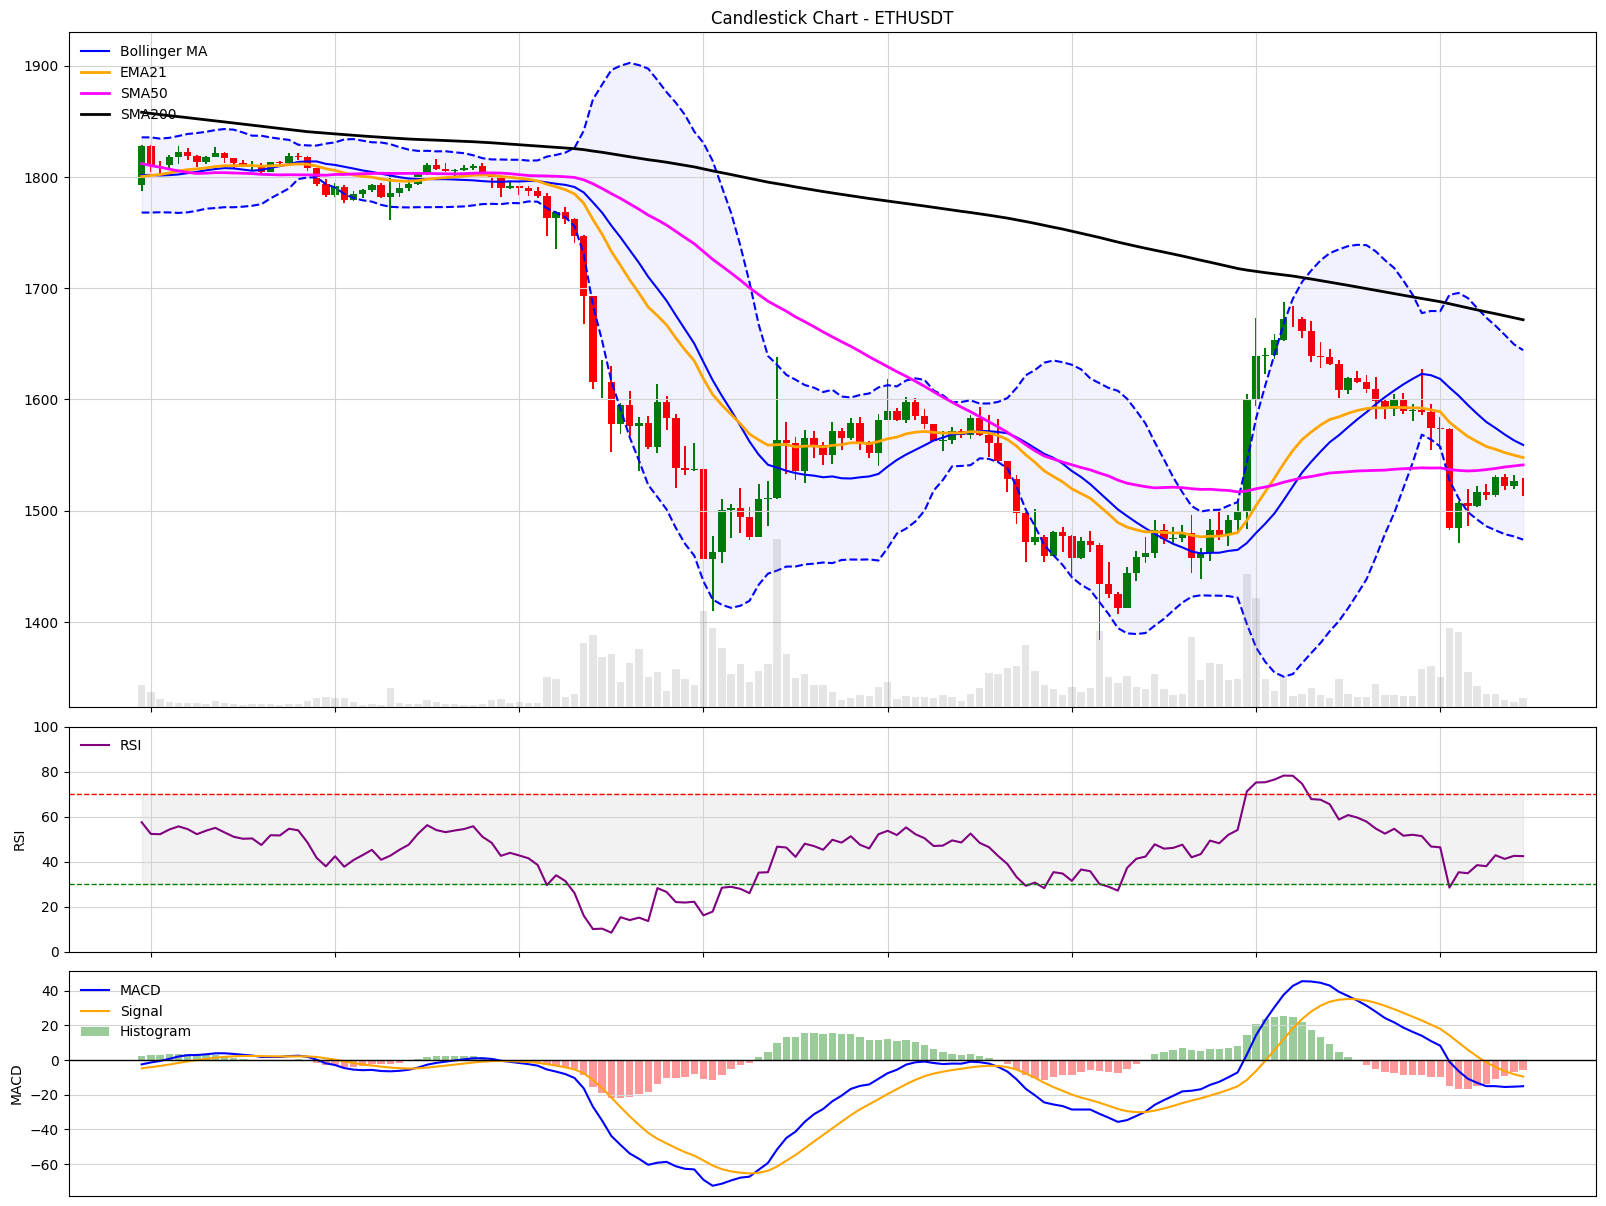 Candlestick Chart - ETHUSDT
Bollinger MA
EMA21
SMA50
SMA200
1900
1800
1700
1600
1500
1400
RSI
100
80
60
40
20
0
RSI
MACD
Signal
Histogram
40
20
0
−20
−40
−60
MACD